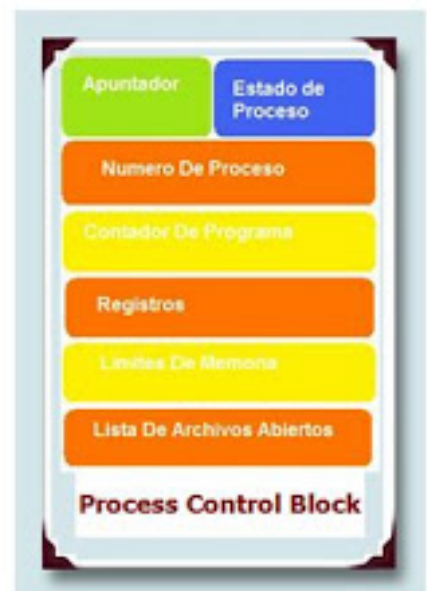 Apuntador
Estado de
Proceso
Numero De Proceso
Contador De Programa
Registros
Limites De Memoria
Lista De Archivos Abiertos
Process Control Block